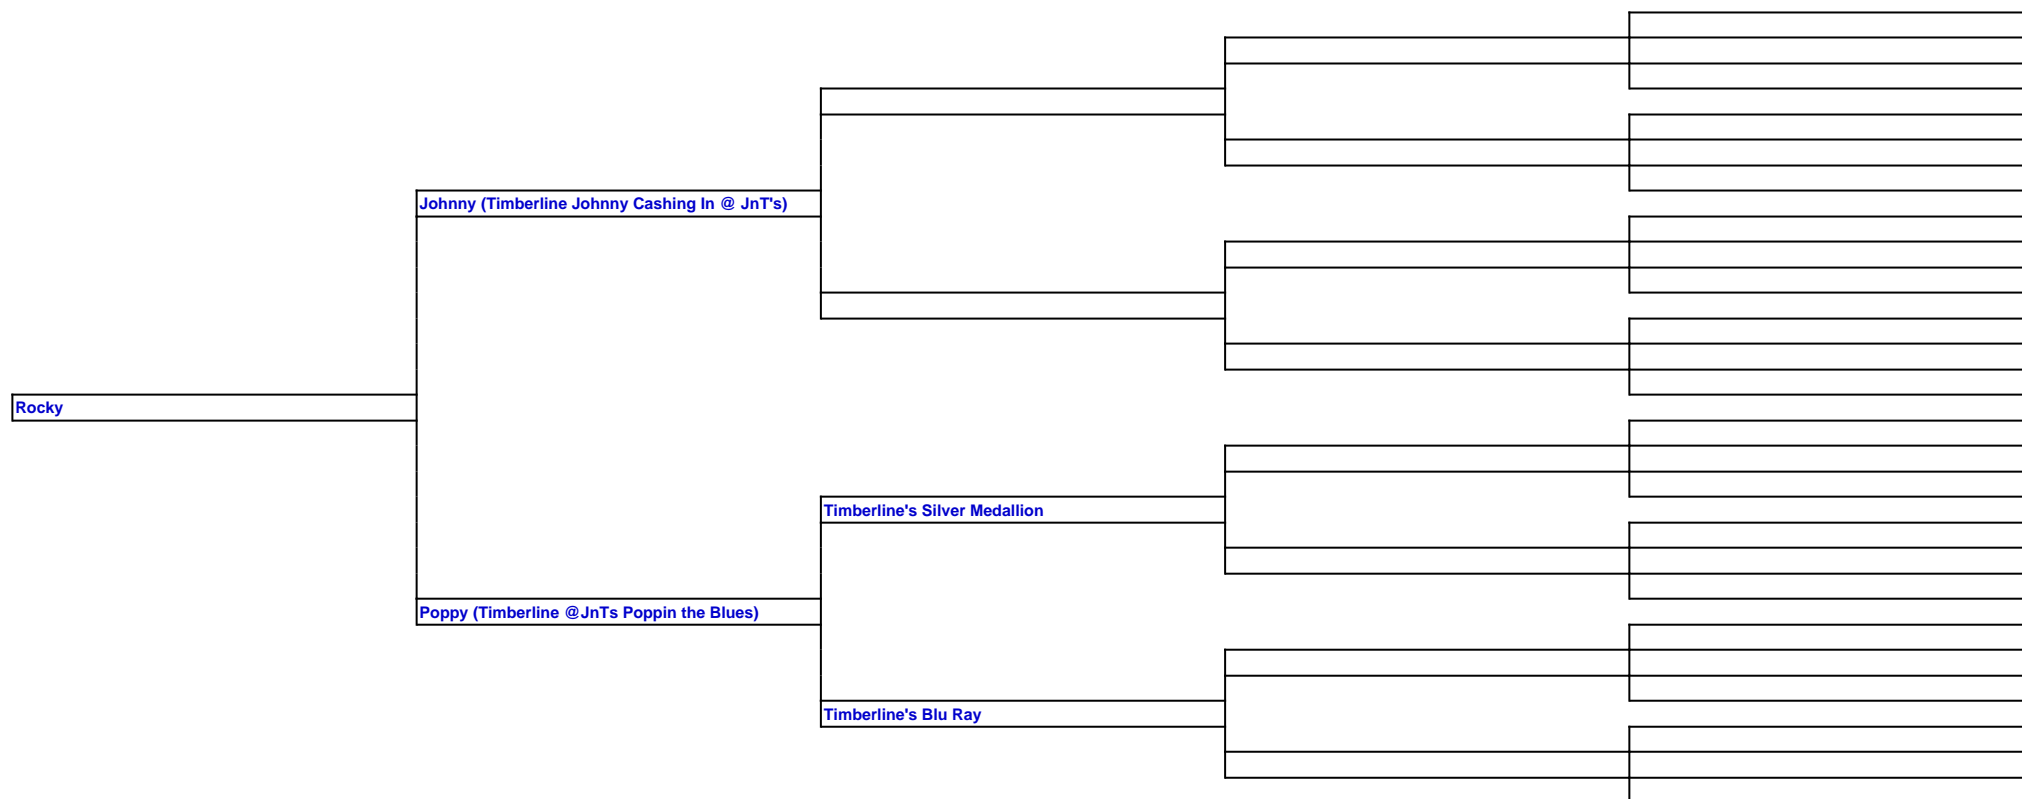 Johnny (Timberline Johnny Cashing In @ JnT's)
Rocky
Timberline's Silver Medallion
Poppy (Timberline @JnTs Poppin the Blues)
Timberline's Blu Ray